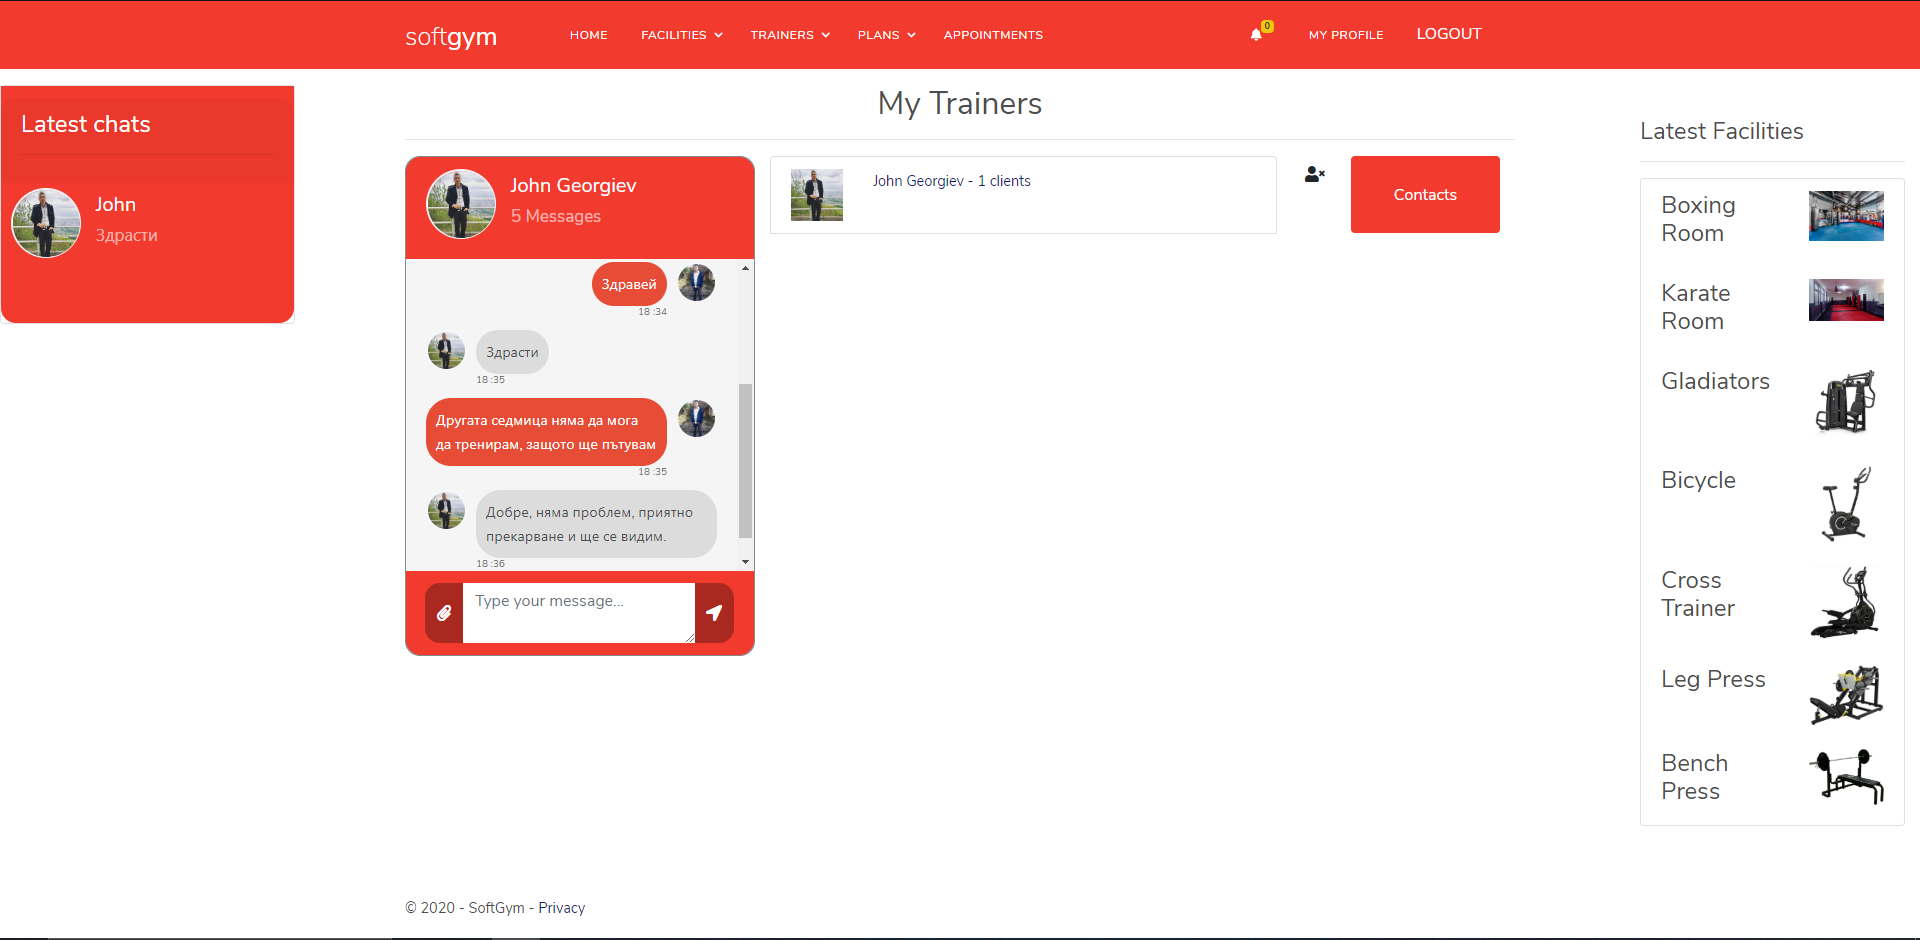 softgym
HOME
FACILITIES
TRAINERS
PLANS
APPOINTMENTS
0
MY PROFILE
LOGOUT
Latest chats
John
Здрасти
My Trainers
John Georgiev
5 Messages
Здравей
18 :34
Здрасти
18 :35
Другата седмица няма да мога
да тренирам, защото ще пътувам
18 :35
Добре, няма проблем, приятно
прекарване и ще се видим.
18 :36
Type your message...
John Georgiev - 1 clients
Contacts
Latest Facilities
Boxing
Room
Karate
Room
Gladiators
Bicycle
Cross
Trainer
Leg Press
Bench
Press
© 2020 - SoftGym - Privacy